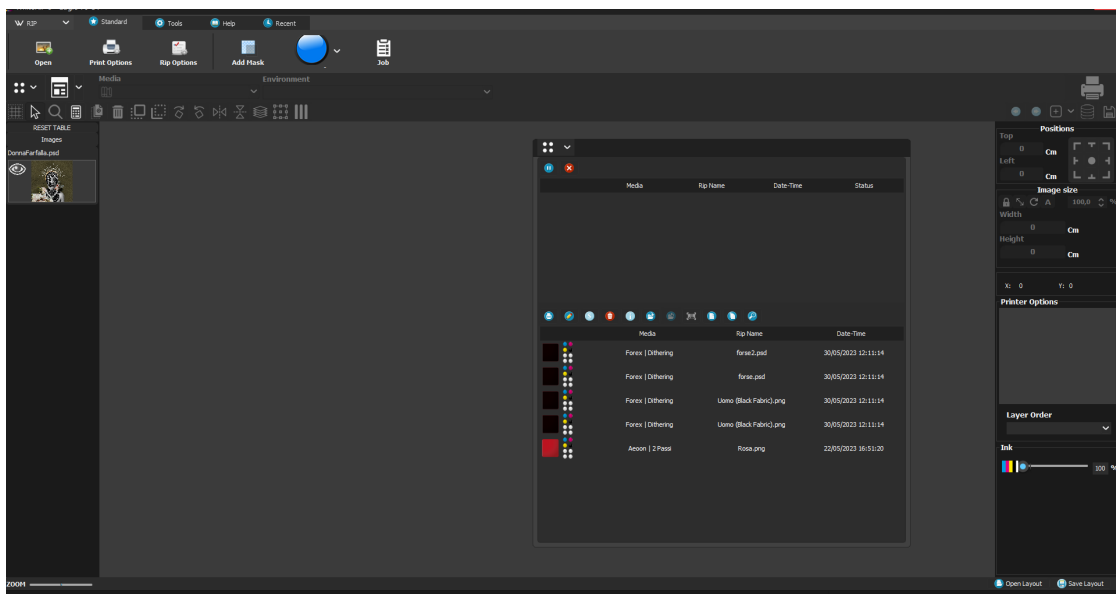 W RIP
Standard
Tools
Help
Recent
Open
Print Options
Rip Options
Add Mask
Job
Media
Environment
RESET TABLE
Images
DonnaFarfalla.psd
Media Rip Name Date-Time Status
Media Rip Name Date-Time
Forex | Dithering forse2.psd 30/05/2023 12:11:14
Forex | Dithering forse.psd 30/05/2023 12:11:14
Forex | Dithering Uomo (Black Fabric).png 30/05/2023 12:11:14
Forex | Dithering Uomo (Black Fabric).png 30/05/2023 12:11:14
Aeoon | 2 Passi Rosa.png 22/05/2023 16:51:20
Positions
Top
0 Cm
Left
0 Cm
Image size
A 100,0 %
Width
0 Cm
Height
0 Cm
X: 0 Y: 0
Printer Options
Layer Order
Ink
100 %
ZOOM
Open Layout
Save Layout